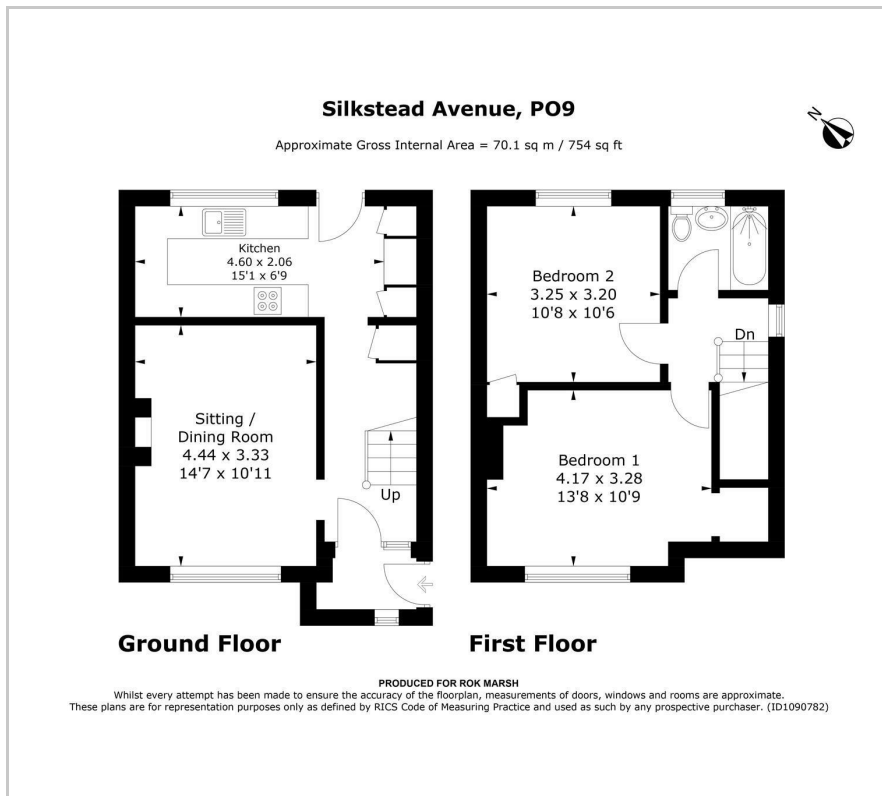 Silkstead Avenue, PO9
Approximate Gross Internal Area = 70.1 sq m / 754 sq ft
N
Kitchen
4.60 x 2.06
15'1 x 6'9
Sitting /
Dining Room
4.44 x 3.33
14'7 x 10'11
Up
Ground Floor
Bedroom 2
3.25 x 3.20
10'8 x 10'6
Dn
Bedroom 1
4.17 x 3.28
13'8 x 10'9
First Floor
PRODUCED FOR ROK MARSH
Whilst every attempt has been made to ensure the accuracy of the floorplan, measurements of doors, windows and rooms are approximate.
These plans are for representation purposes only as defined by RICS Code of Measuring Practice and used as such by any prospective purchaser. (ID1090782)